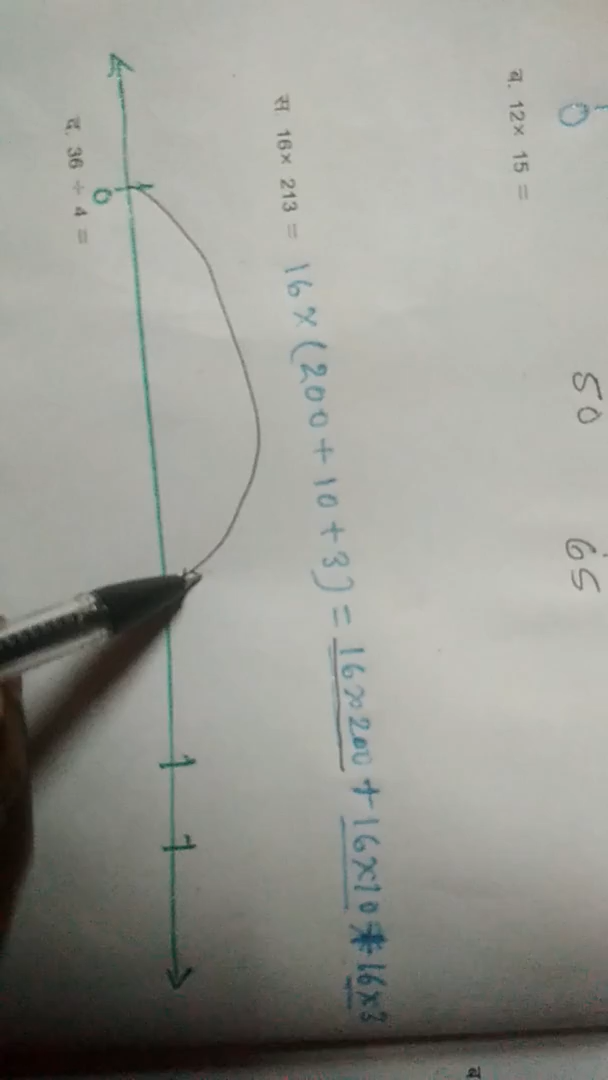 0 50 65
ब. 12× 15 =
स. 16× 213 = 16×(200+10+3) = 16×200 + 16×10 + 16×3
0
द. 36 ÷ 4 =